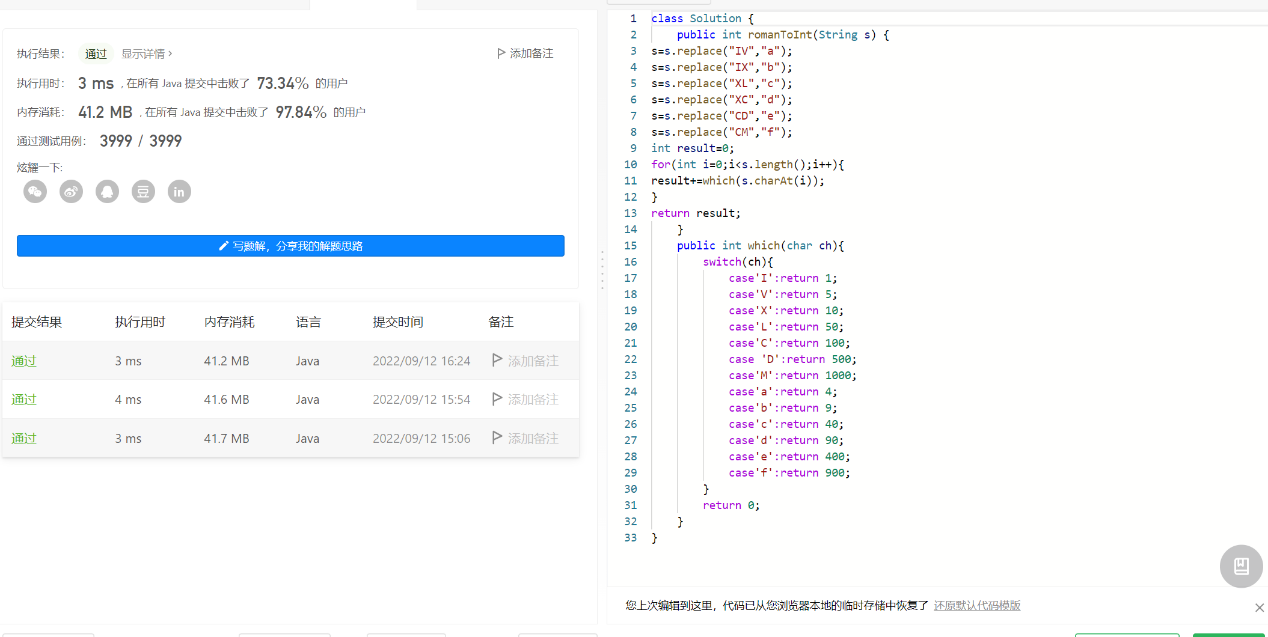 执行结果： 通过 显示详情 › 添加备注
执行用时： 3 ms , 在所有 Java 提交中击败了 73.34% 的用户
内存消耗： 41.2 MB , 在所有 Java 提交中击败了 97.84% 的用户
通过测试用例： 3999 / 3999
炫耀一下:
写题解，分享我的解题思路
提交结果 执行用时 内存消耗 语言 提交时间 备注
通过 3 ms 41.2 MB Java 2022/09/12 16:24 添加备注
通过 4 ms 41.6 MB Java 2022/09/12 15:54 添加备注
通过 3 ms 41.7 MB Java 2022/09/12 15:06 添加备注
1 class Solution {
2 public int romanToInt(String s) {
3 s=s.replace("IV","a");
4 s=s.replace("IX","b");
5 s=s.replace("XL","c");
6 s=s.replace("XC","d");
7 s=s.replace("CD","e");
8 s=s.replace("CM","f");
9 int result=0;
10 for(int i=0;i<s.length();i++){
11 result+=which(s.charAt(i));
12 }
13 return result;
14 }
15 public int which(char ch){
16 switch(ch){
17 case'I':return 1;
18 case'V':return 5;
19 case'X':return 10;
20 case'L':return 50;
21 case'C':return 100;
22 case 'D':return 500;
23 case'M':return 1000;
24 case'a':return 4;
25 case'b':return 9;
26 case'c':return 40;
27 case'd':return 90;
28 case'e':return 400;
29 case'f':return 900;
30 }
31 return 0;
32 }
33 }
您上次编辑到这里，代码已从您浏览器本地的临时存储中恢复了 还原默认代码模版